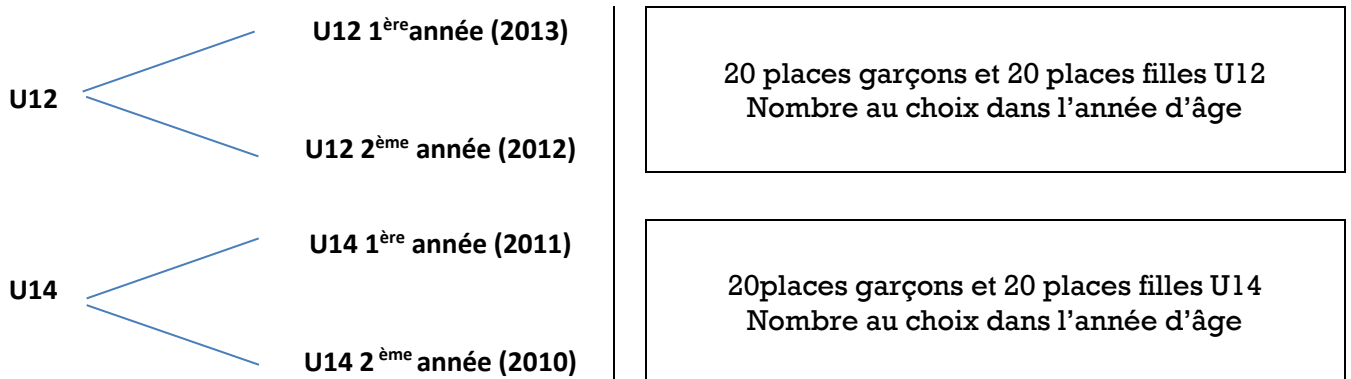 U12
U12 1ère année (2013)
U12 2ème année (2012)
20 places garçons et 20 places filles U12
Nombre au choix dans l’année d’âge
U14
U14 1ère année (2011)
U14 2 ème année (2010)
20places garçons et 20 places filles U14
Nombre au choix dans l’année d’âge